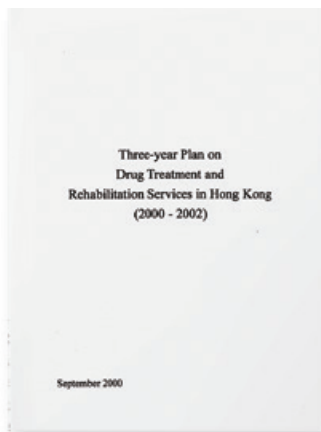 Three-year Plan on
Drug Treatment and
Rehabilitation Services in Hong Kong
(2000 - 2002)
September 2000